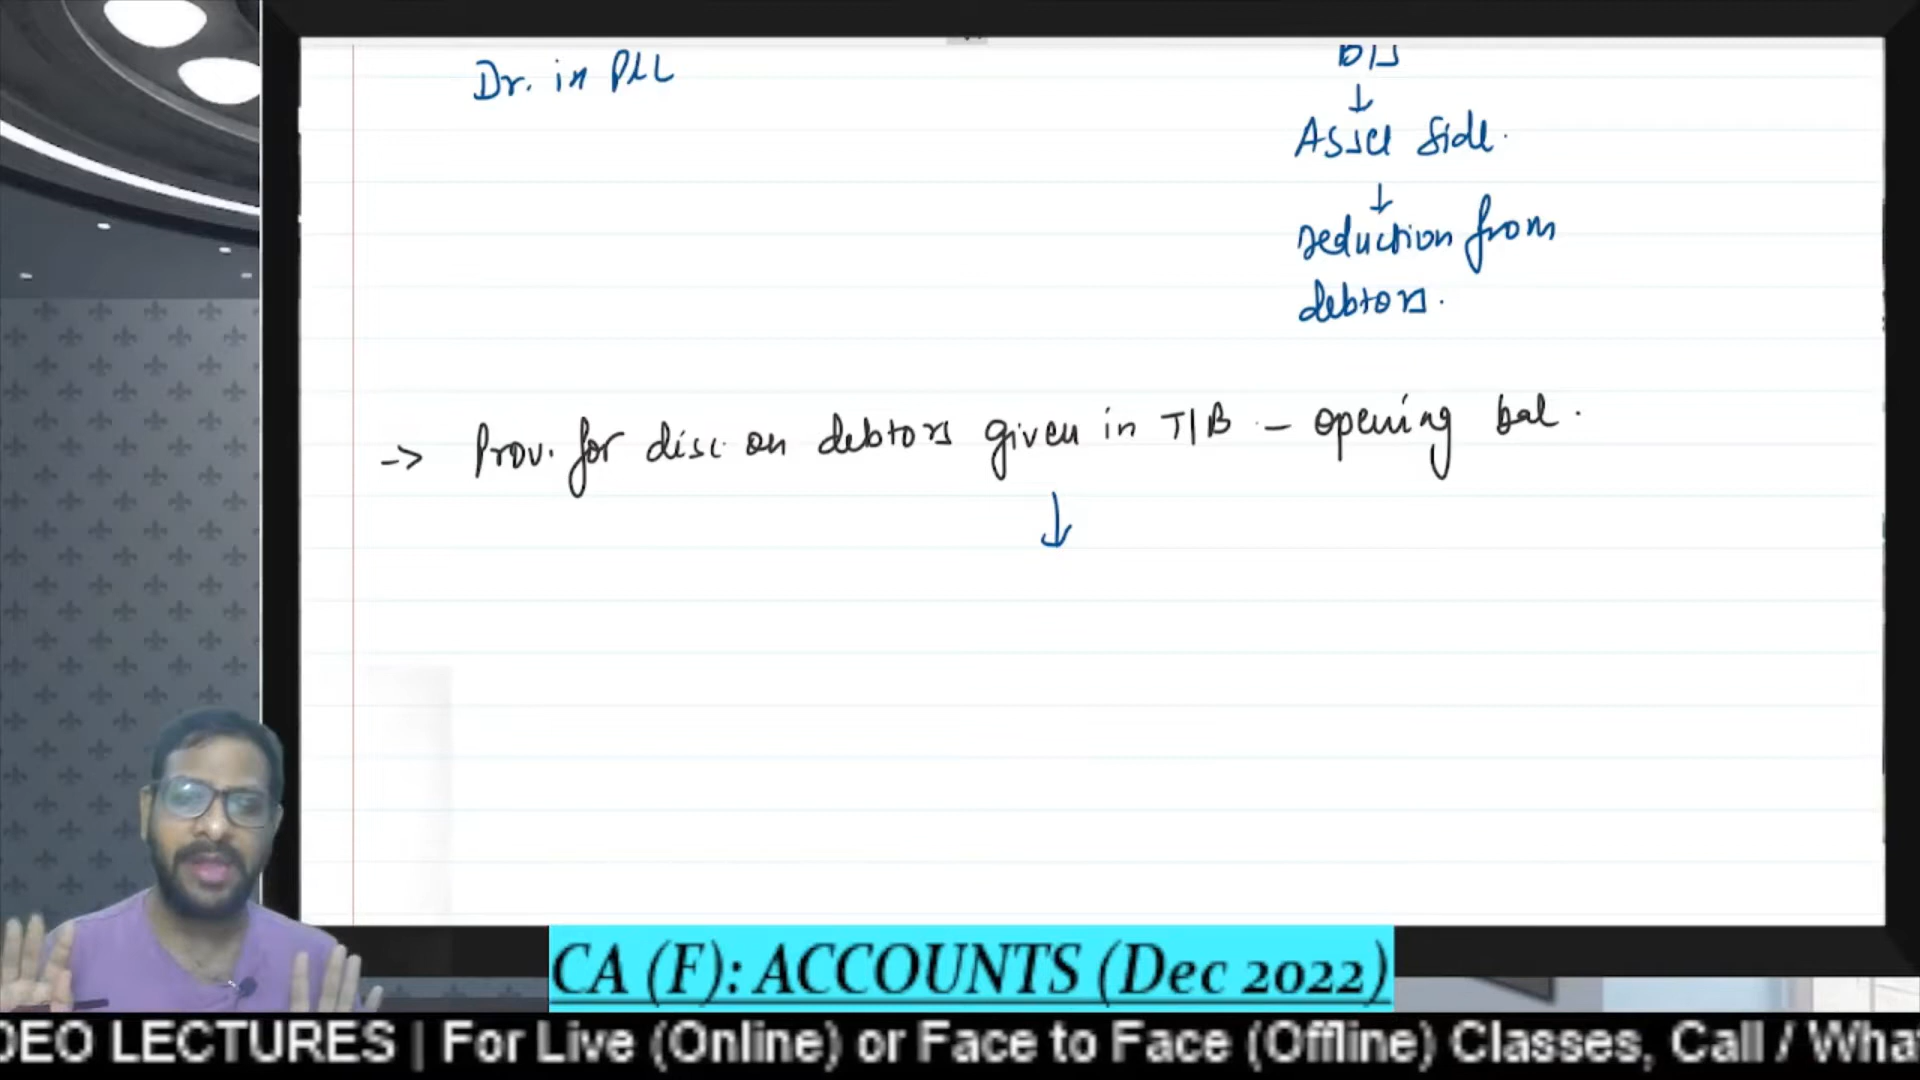 Dr. in P&L
B/S
↓
Asset side.
↓
reduction from
debtors.
-> Prov. for disc. on debtors given in T/B - opening bal.
↓
CA (F): ACCOUNTS (Dec 2022)
DEO LECTURES | For Live (Online) or Face to Face (Offline) Classes, Call / Wha